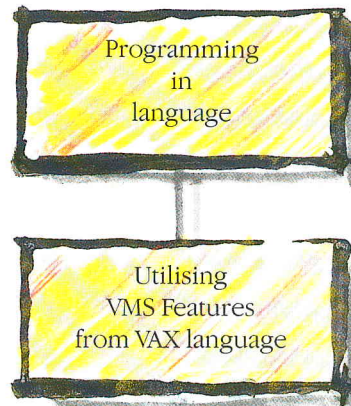 Programming
in
language
Utilising
VMS Features
from VAX language